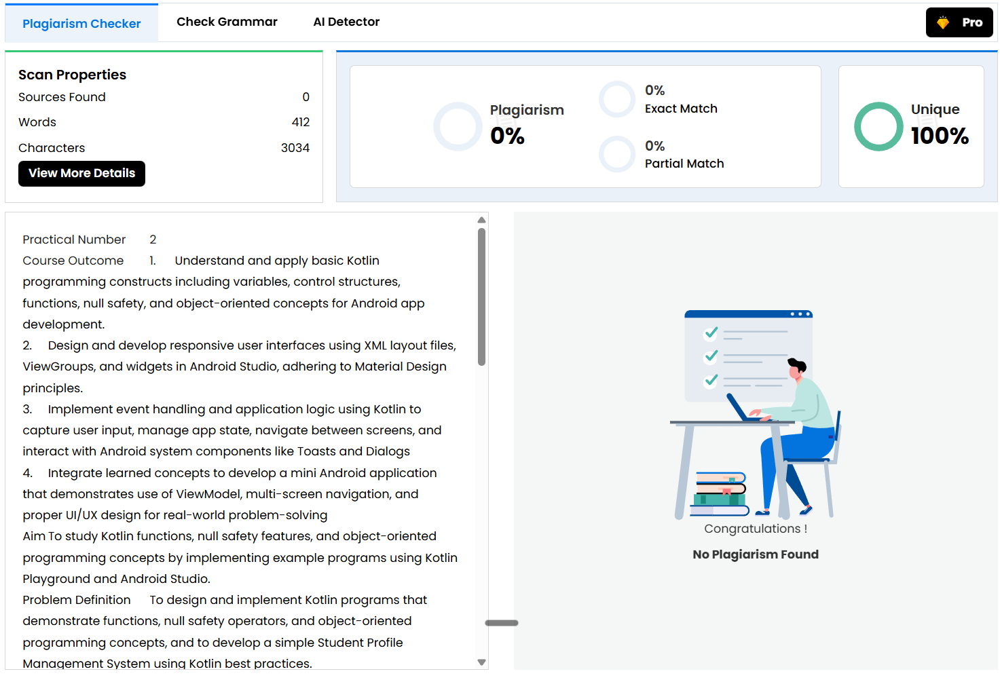 Plagiarism Checker
Check Grammar
AI Detector
Pro
Scan Properties
Sources Found 0
Words 412
Characters 3034
View More Details
Plagiarism
0%
0%
Exact Match
0%
Partial Match
Unique
100%
Practical Number 2
Course Outcome 1. Understand and apply basic Kotlin
programming constructs including variables, control structures,
functions, null safety, and object-oriented concepts for Android app
development.
2. Design and develop responsive user interfaces using XML layout files,
ViewGroups, and widgets in Android Studio, adhering to Material Design
principles.
3. Implement event handling and application logic using Kotlin to
capture user input, manage app state, navigate between screens, and
interact with Android system components like Toasts and Dialogs
4. Integrate learned concepts to develop a mini Android application
that demonstrates use of ViewModel, multi-screen navigation, and
proper UI/UX design for real-world problem-solving
Aim To study Kotlin functions, null safety features, and object-oriented
programming concepts by implementing example programs using Kotlin
Playground and Android Studio.
Problem Definition To design and implement Kotlin programs that
demonstrate functions, null safety operators, and object-oriented
programming concepts, and to develop a simple Student Profile
Management System using Kotlin best practices.
Congratulations !
No Plagiarism Found